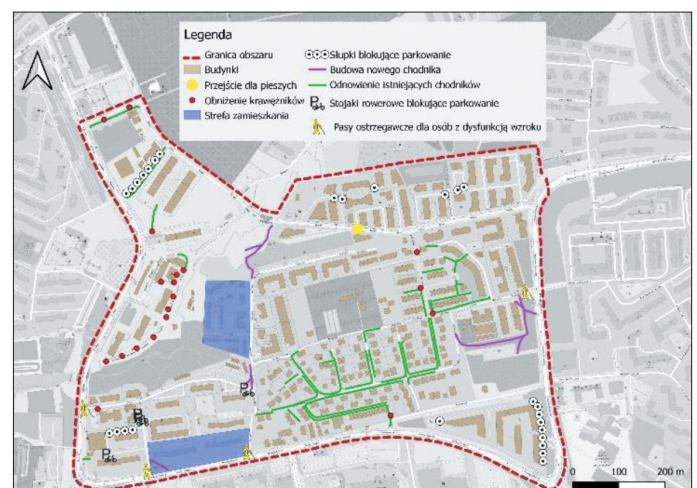 Legenda
Granica obszaru
Budynki
Przejście dla pieszych
Obniżenie krawężników
Strefa zamieszkania
Słupki blokujące parkowanie
Budowa nowego chodnika
Odnowienie istniejących chodników
Stojaki rowerowe blokujące parkowanie
Pasy ostrzegawcze dla osób z dysfunkcją wzroku
0 100 200 m